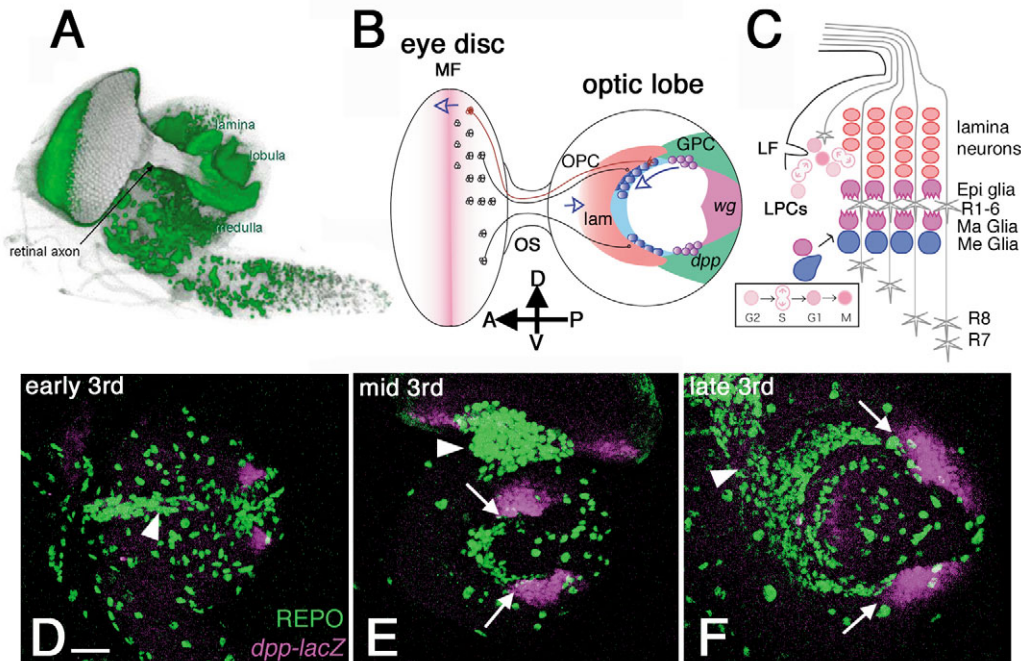 A
lamina
lobula
medulla
retinal axon
B
eye disc
MF
optic lobe
OPC
GPC
lam
wg
dpp
OS
D
A
P
V
C
LF
LPCs
lamina
neurons
Epi glia
R1-6
Ma Glia
Me Glia
G2
S
G1
M
R8
R7
early 3rd
REPO
dpp-lacZ
D
mid 3rd
E
late 3rd
F